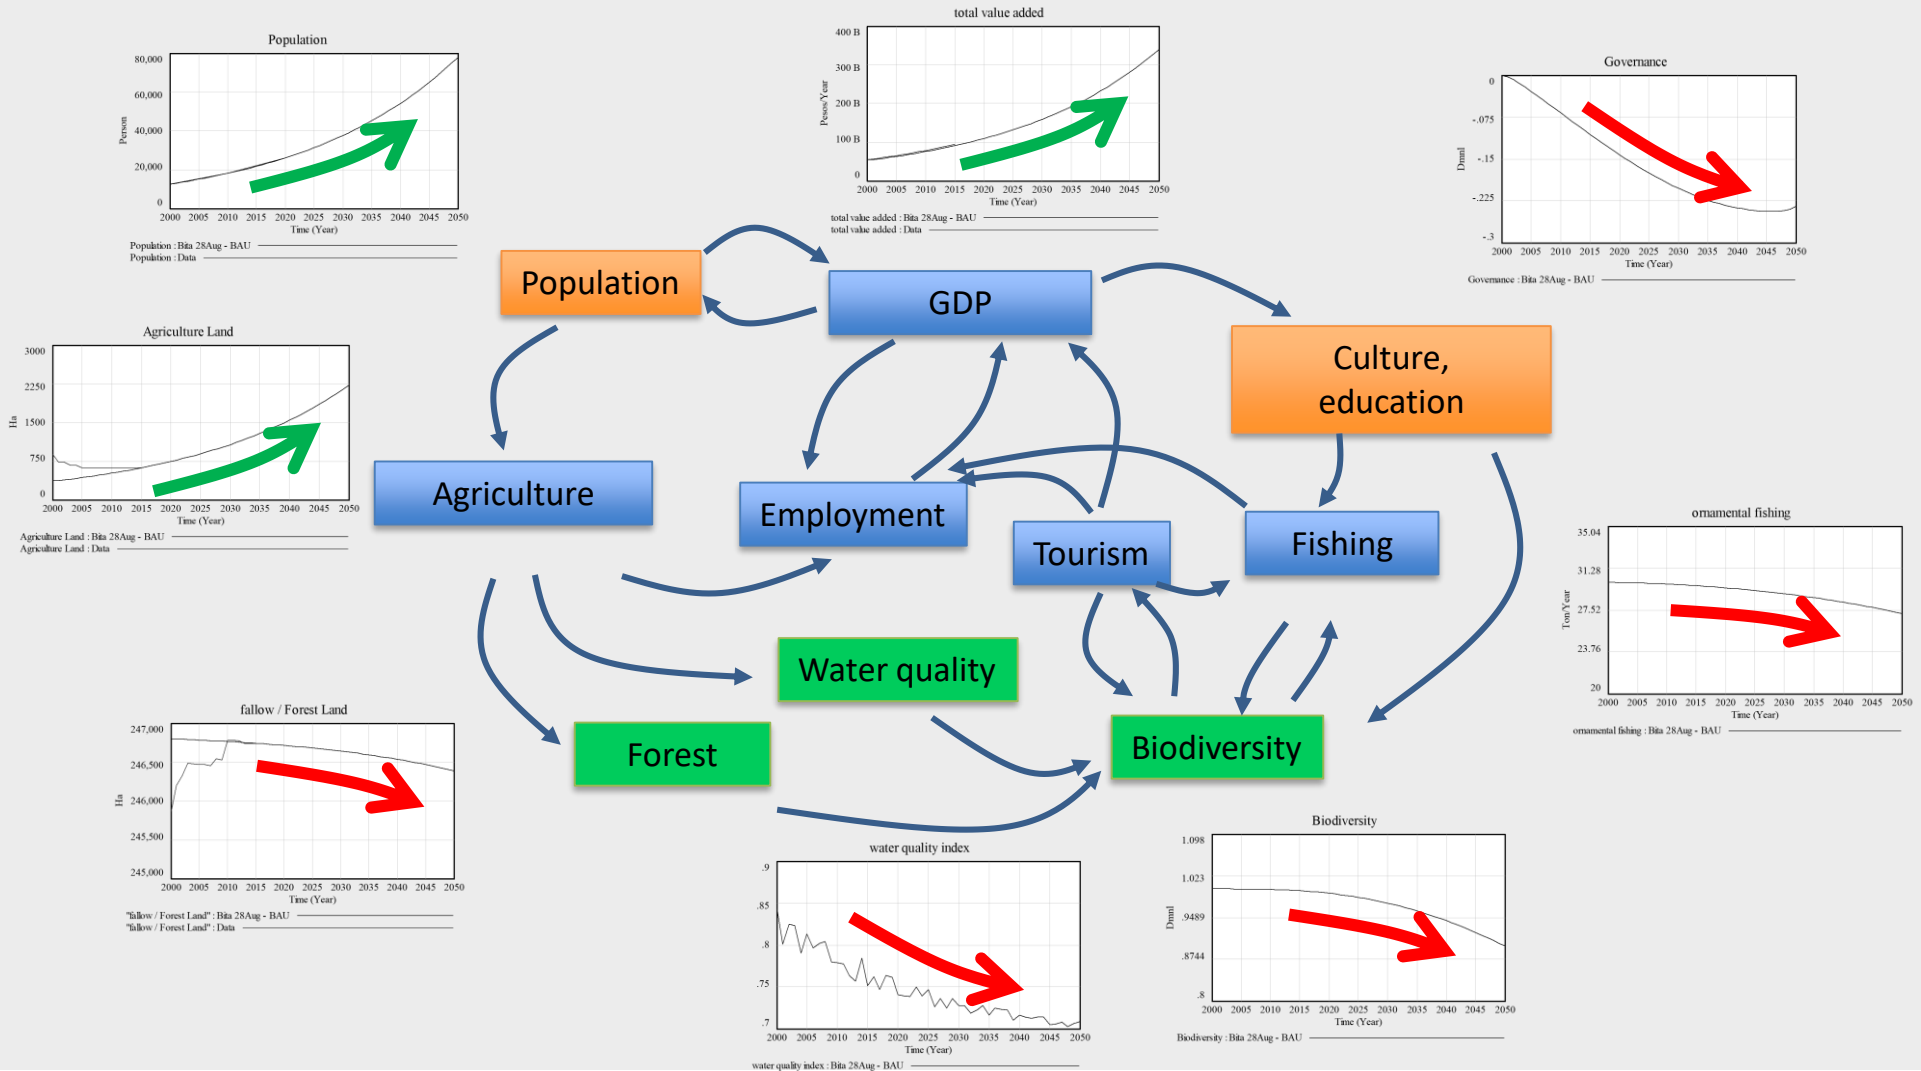 total value added
400 B
300 B
200 B
100 B
0
Pesos/Year
2000 2005 2010 2015 2020 2025 2030 2035 2040 2045 2050
Time (Year)
total value added : Bita 28Aug - BAU
total value added : Data
Population
80,000
60,000
40,000
20,000
0
Person
2000 2005 2010 2015 2020 2025 2030 2035 2040 2045 2050
Time (Year)
Population : Bita 28Aug - BAU
Population : Data
Governance
0
-.075
-.15
-.225
-.3
Dmnl
2000 2005 2010 2015 2020 2025 2030 2035 2040 2045 2050
Time (Year)
Governance : Bita 28Aug - BAU
Population
GDP
Culture,
education
Agriculture Land
3000
2250
1500
750
0
Ha
2000 2005 2010 2015 2020 2025 2030 2035 2040 2045 2050
Time (Year)
Agriculture Land : Bita 28Aug - BAU
Agriculture Land : Data
Agriculture
Employment
Tourism
Fishing
ornamental fishing
35.04
31.28
27.52
23.76
20
Ton/Year
2000 2005 2010 2015 2020 2025 2030 2035 2040 2045 2050
Time (Year)
ornamental fishing : Bita 28Aug - BAU
Water quality
Forest
Biodiversity
fallow / Forest Land
247,000
246,500
246,000
245,500
245,000
Ha
2000 2005 2010 2015 2020 2025 2030 2035 2040 2045 2050
Time (Year)
"fallow / Forest Land" : Bita 28Aug - BAU
"fallow / Forest Land" : Data
water quality index
.9
.85
.8
.75
.7
2000 2005 2010 2015 2020 2025 2030 2035 2040 2045 2050
Time (Year)
water quality index : Bita 28Aug - BAU
Biodiversity
1.098
1.023
.9489
.8744
.8
Dmnl
2000 2005 2010 2015 2020 2025 2030 2035 2040 2045 2050
Time (Year)
Biodiversity : Bita 28Aug - BAU